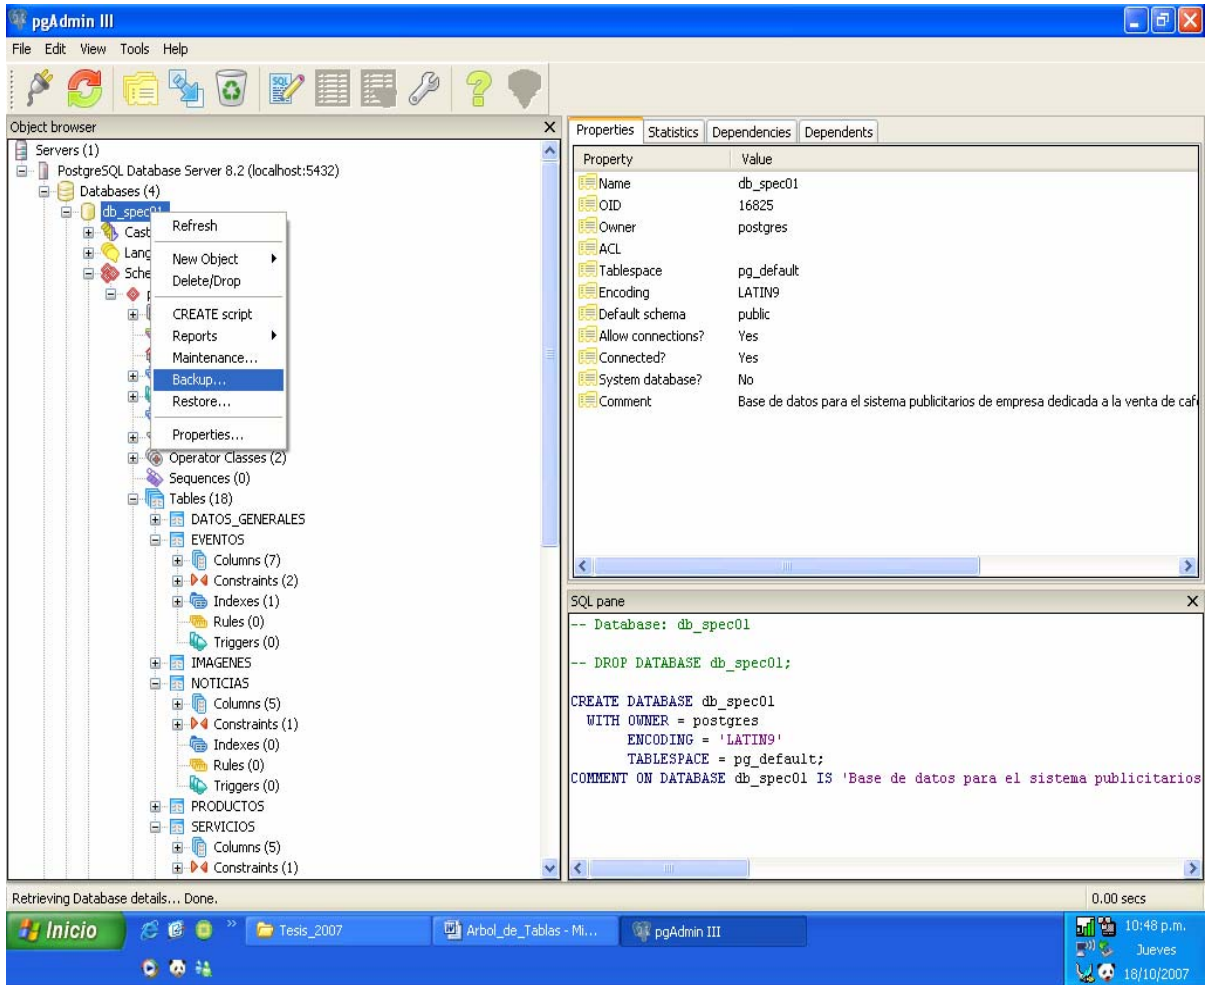 pgAdmin III
File Edit View Tools Help
SQL
Object browser
Servers (1)
PostgreSQL Database Server 8.2 (localhost:5432)
Databases (4)
db_spec01
Cast
Lang
Sche
Refresh
New Object
Delete/Drop
CREATE script
Reports
Maintenance...
Backup...
Restore...
Properties...
Operator Classes (2)
Sequences (0)
Tables (18)
DATOS_GENERALES
EVENTOS
Columns (7)
Constraints (2)
Indexes (1)
Rules (0)
Triggers (0)
IMAGENES
NOTICIAS
Columns (5)
Constraints (1)
Indexes (0)
Rules (0)
Triggers (0)
PRODUCTOS
SERVICIOS
Columns (5)
Constraints (1)
Properties Statistics Dependencies Dependents
Property Value
Name db_spec01
OID 16825
Owner postgres
ACL
Tablespace pg_default
Encoding LATIN9
Default schema public
Allow connections? Yes
Connected? Yes
System database? No
Comment Base de datos para el sistema publicitarios de empresa dedicada a la venta de caf
SQL pane
-- Database: db_spec01
-- DROP DATABASE db_spec01;
CREATE DATABASE db_spec01
WITH OWNER = postgres
ENCODING = 'LATIN9'
TABLESPACE = pg_default;
COMMENT ON DATABASE db_spec01 IS 'Base de datos para el sistema publicitarios
Retrieving Database details... Done.
0.00 secs
Inicio
Tesis_2007
Arbol_de_Tablas - Mi...
pgAdmin III
10:48 p.m.
Jueves
18/10/2007